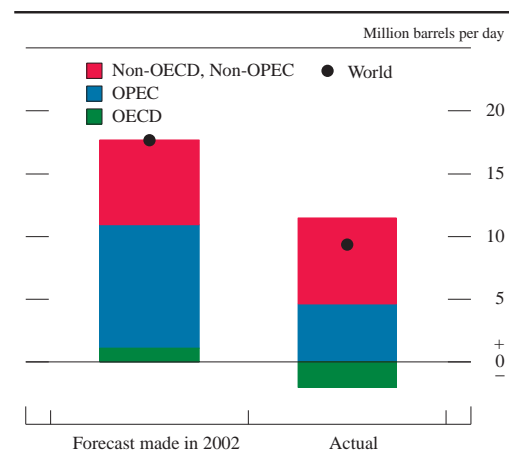 Million barrels per day
Non-OECD, Non-OPEC
World
OPEC
OECD
20
15
10
5
+
0
–
Forecast made in 2002
Actual